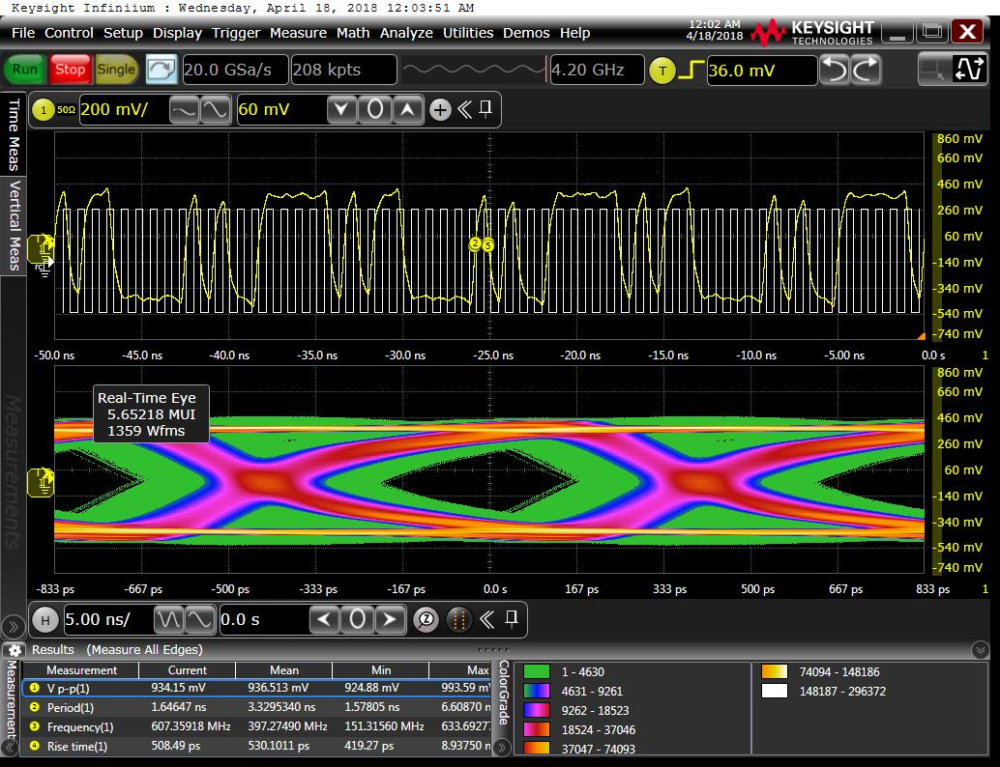 Keysight Infiniium : Wednesday, April 18, 2018 12:03:51 AM
File Control Setup Display Trigger Measure Math Analyze Utilities Demos Help
12:02 AM
4/18/2018
KEYSIGHT
TECHNOLOGIES
Run Stop Single 20.0 GSa/s 208 kpts 4.20 GHz T 36.0 mV
1 50Ω 200 mV/ 60 mV
Time Meas
Vertical Meas
Measurements
860 mV
660 mV
460 mV
260 mV
60 mV
-140 mV
-340 mV
-540 mV
-740 mV
2 5
-50.0 ns -45.0 ns -40.0 ns -35.0 ns -30.0 ns -25.0 ns -20.0 ns -15.0 ns -10.0 ns -5.00 ns 0.0 s 1
860 mV
660 mV
460 mV
260 mV
60 mV
-140 mV
-340 mV
-540 mV
-740 mV
Real-Time Eye
5.65218 MUI
1359 Wfms
-833 ps -667 ps -500 ps -333 ps -167 ps 0.0 s 167 ps 333 ps 500 ps 667 ps 833 ps 1
H 5.00 ns/ 0.0 s
Results (Measure All Edges)
Measurement Current Mean Min Max
1 V p-p(1) 934.15 mV 936.513 mV 924.88 mV 993.59 m
2 Period(1) 1.64647 ns 3.3295340 ns 1.57805 ns 6.60870 n
3 Frequency(1) 607.35918 MHz 397.27490 MHz 151.31560 MHz 633.6927
4 Rise time(1) 508.49 ps 530.1011 ps 419.27 ps 8.93750 n
Measurement
ColorGrade
1 - 4630
4631 - 9261
9262 - 18523
18524 - 37046
37047 - 74093
74094 - 148186
148187 - 296372